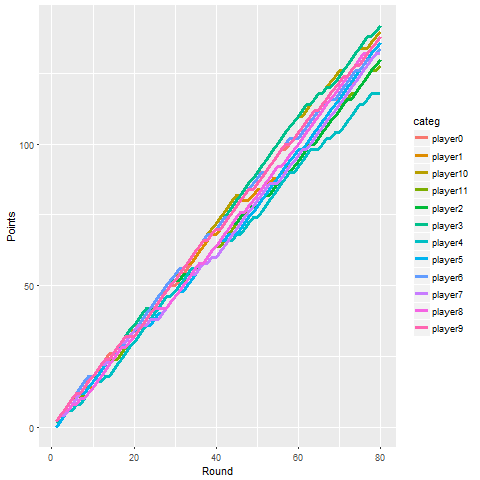 100
50
0
Points
0
20
40
60
80
Round
categ
player0
player1
player10
player11
player2
player3
player4
player5
player6
player7
player8
player9